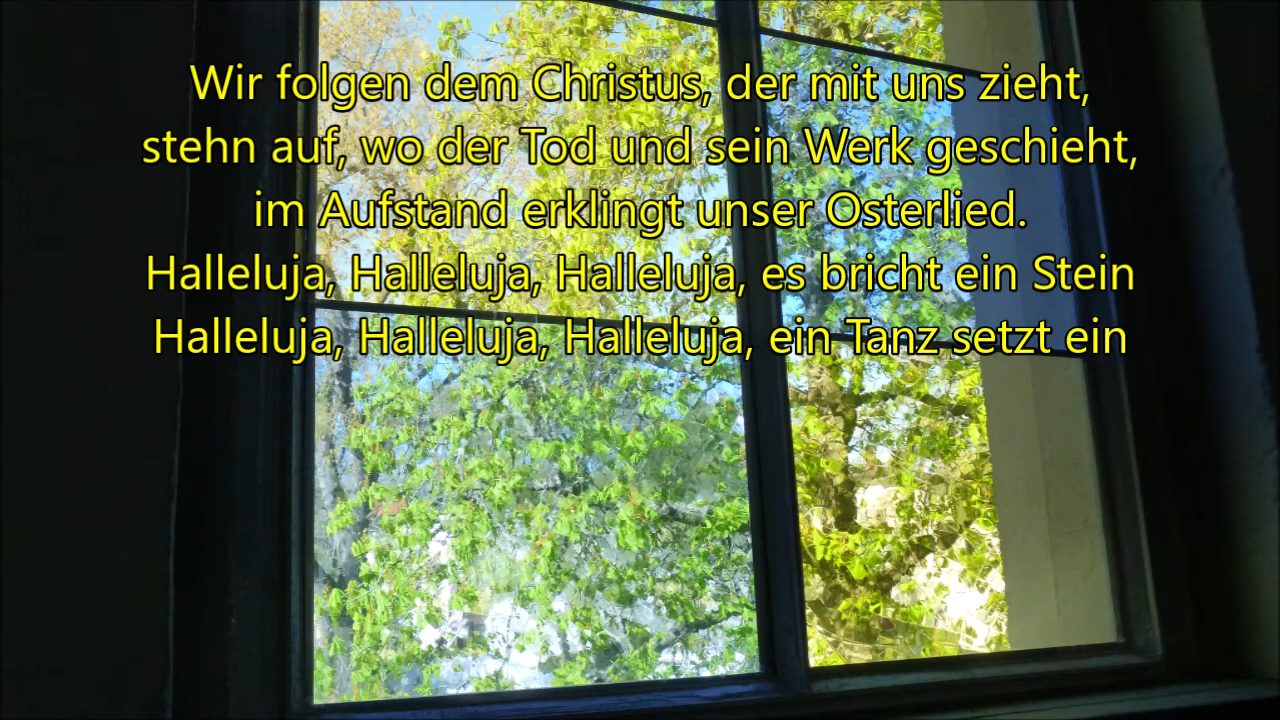 Wir folgen dem Christus, der mit uns zieht,
stehn auf, wo der Tod und sein Werk geschieht,
im Aufstand erklingt unser Osterlied.
Halleluja, Halleluja, Halleluja, es bricht ein Stein
Halleluja, Halleluja, Halleluja, ein Tanz setzt ein